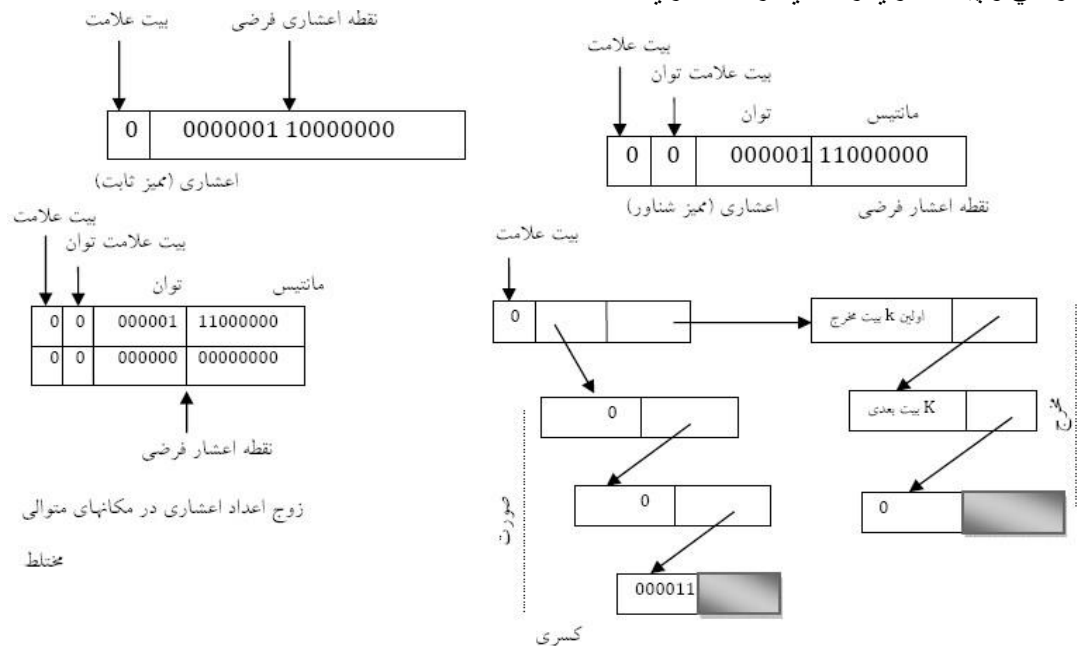 نقطه اعشاری فرضی
بیت علامت
0 0000001 10000000
اعشاری (ممیز ثابت)
بیت علامت
بیت علامت توان
مانتیس
توان
0 0 000001 11000000
نقطه اعشار فرضی
اعشاری (ممیز شناور)
بیت علامت
بیت علامت توان
مانتیس
توان
0 0 000001 11000000
0 0 000000 00000000
نقطه اعشار فرضی
زوج اعداد اعشاری در مکانهای متوالی
مختلط
بیت علامت
0
اولین k بیت مخرج
K بیت بعدی
0
0
0
000011
صورت
کسری